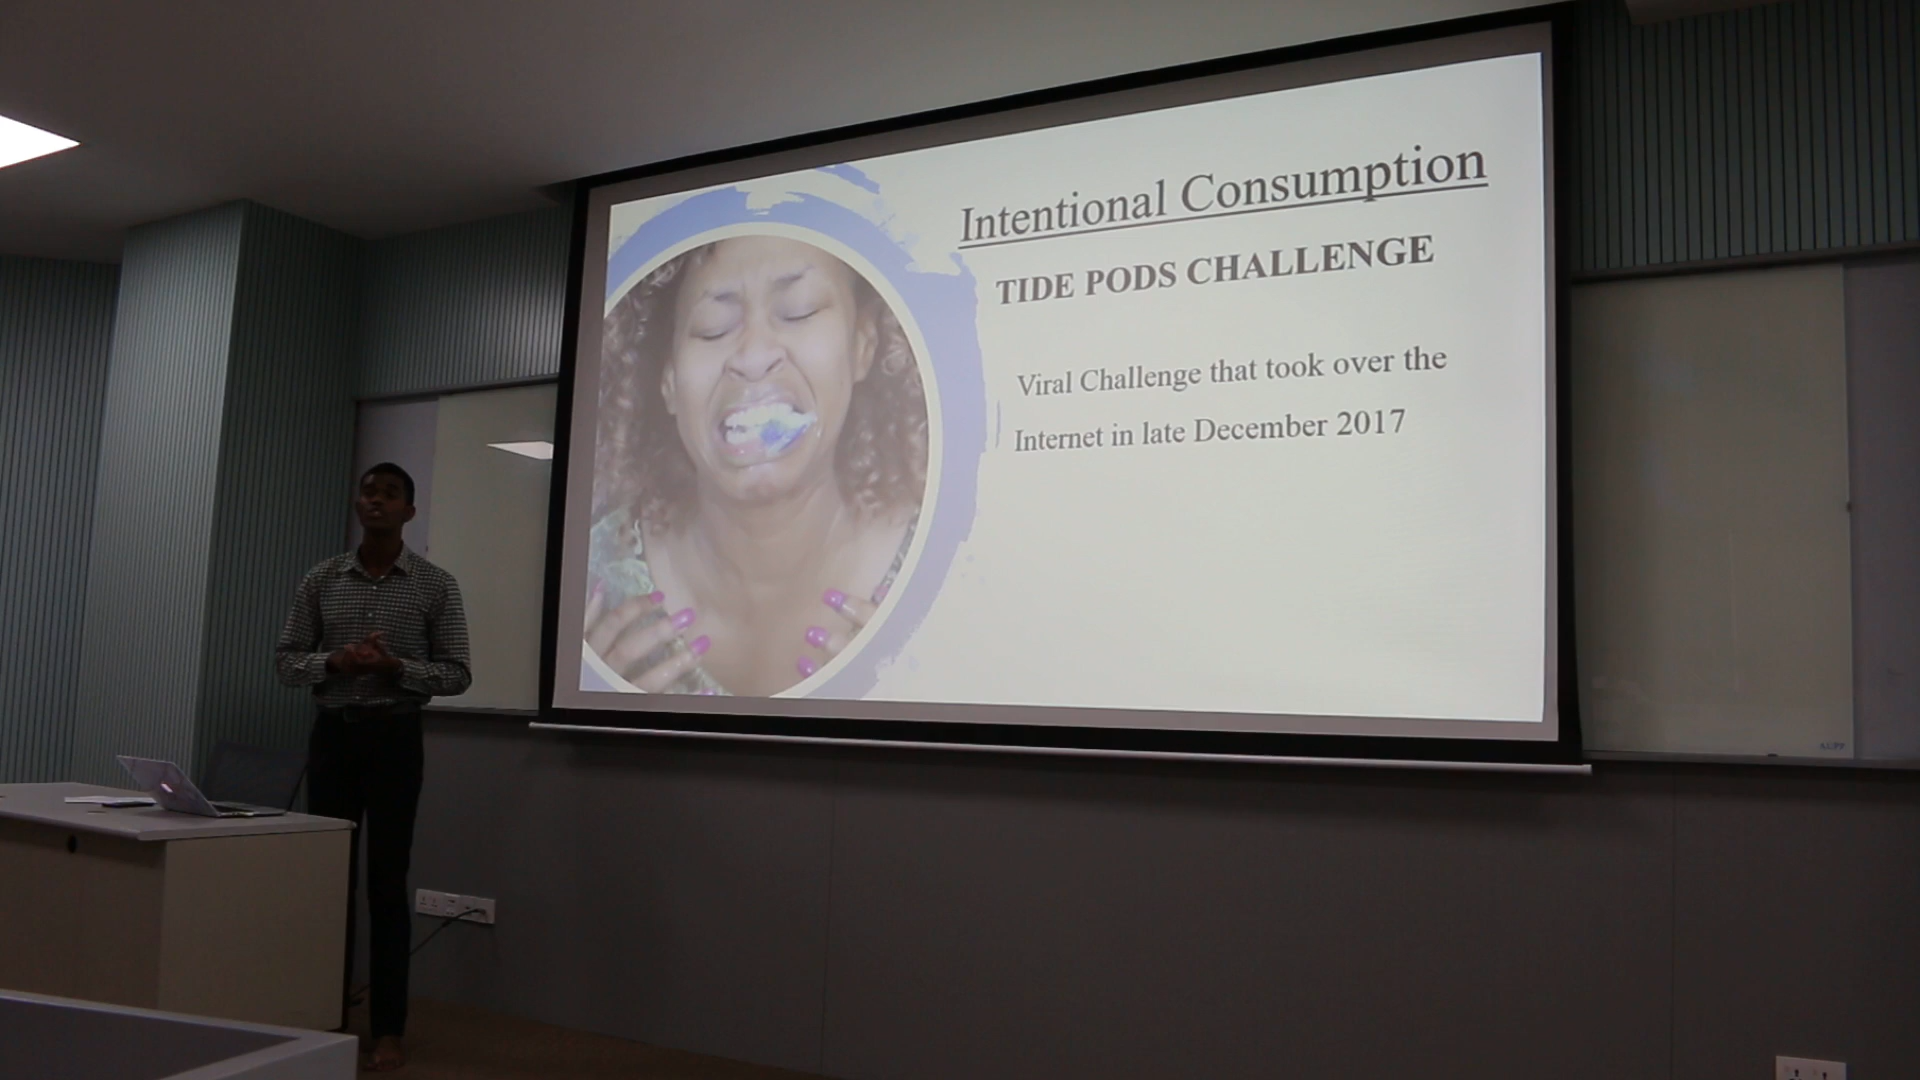 Intentional Consumption
TIDE PODS CHALLENGE
Viral Challenge that took over the
Internet in late December 2017